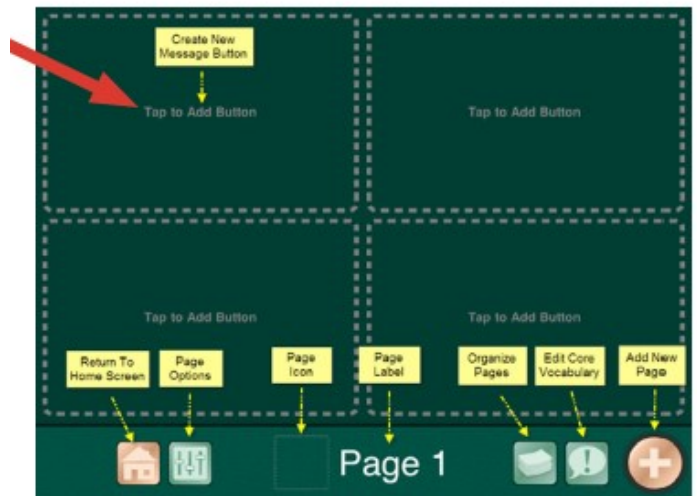 Create New
Message Button
Tap to Add Button
Tap to Add Button
Tap to Add Button
Tap to Add Button
Return To
Home Screen
Page
Options
Page
Icon
Page
Label
Organize
Pages
Edit Core
Vocabulary
Add New
Page
Page 1